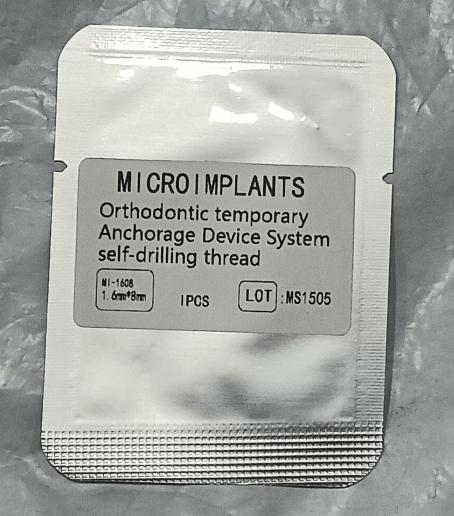 MICROIMPLANTS
Orthodontic temporary
Anchorage Device System
self-drilling thread
MI-1608
1.6mm*8mm
1PCS
LOT :MS1505